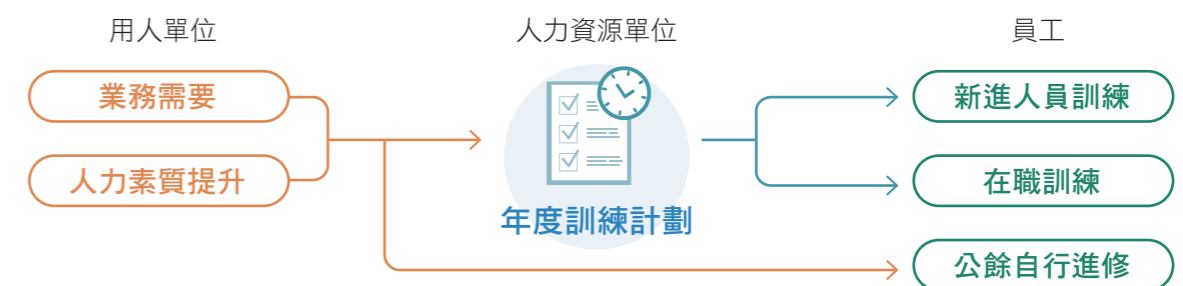 用人單位
人力資源單位
員工
業務需要
人力素質提升
年度訓練計劃
新進人員訓練
在職訓練
公餘自行進修